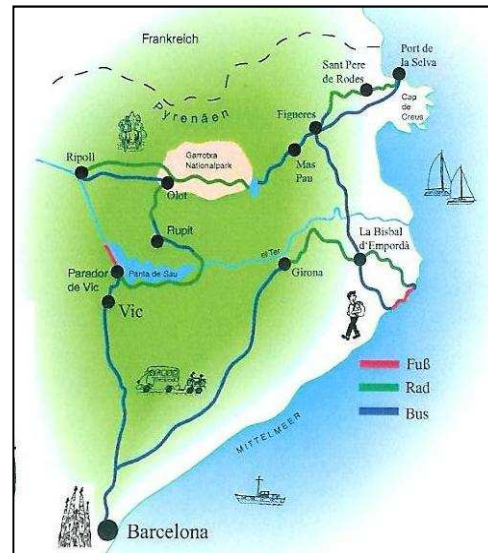 Frankreich
Pyrenäen
Sant Pere
de Rodes
Port de
la Selva
Cap
de
Creus
Figueres
Garrotxa
Nationalpark
Mas
Pau
Ripoll
Olot
Rupit
La Bisbal
d'Empordà
el Ter
Parador
de Vic
Panta de Sau
Girona
Vic
Fuß
Rad
Bus
MITTELMEER
Barcelona